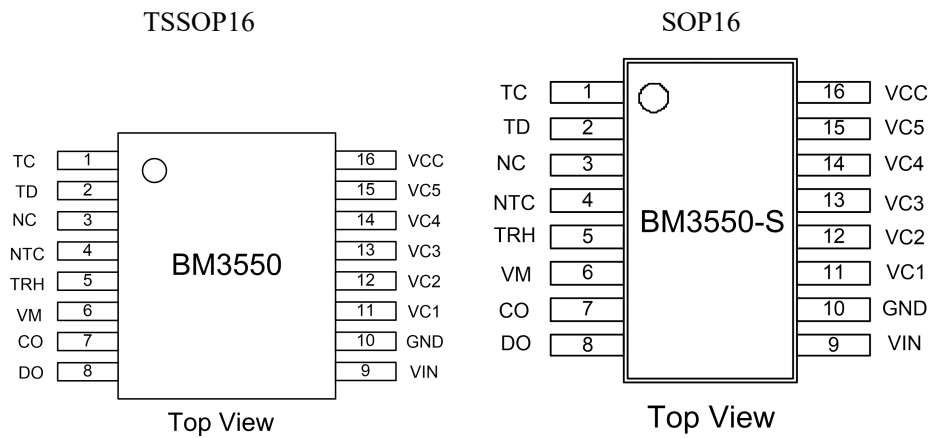 TSSOP16
TC 1 16 VCC
TD 2 15 VC5
NC 3 14 VC4
NTC 4 13 VC3
TRH 5 12 VC2
VM 6 11 VC1
CO 7 10 GND
DO 8 9 VIN
BM3550
Top View
SOP16
TC 1 16 VCC
TD 2 15 VC5
NC 3 14 VC4
NTC 4 13 VC3
TRH 5 12 VC2
VM 6 11 VC1
CO 7 10 GND
DO 8 9 VIN
BM3550-S
Top View